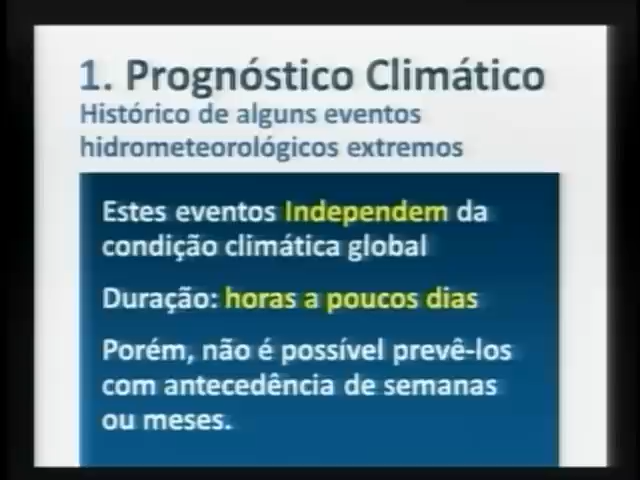 1. Prognóstico Climático
Histórico de alguns eventos
hidrometeorológicos extremos
Estes eventos Independem da
condição climática global
Duração: horas a poucos dias
Porém, não é possível prevê-los
com antecedência de semanas
ou meses.